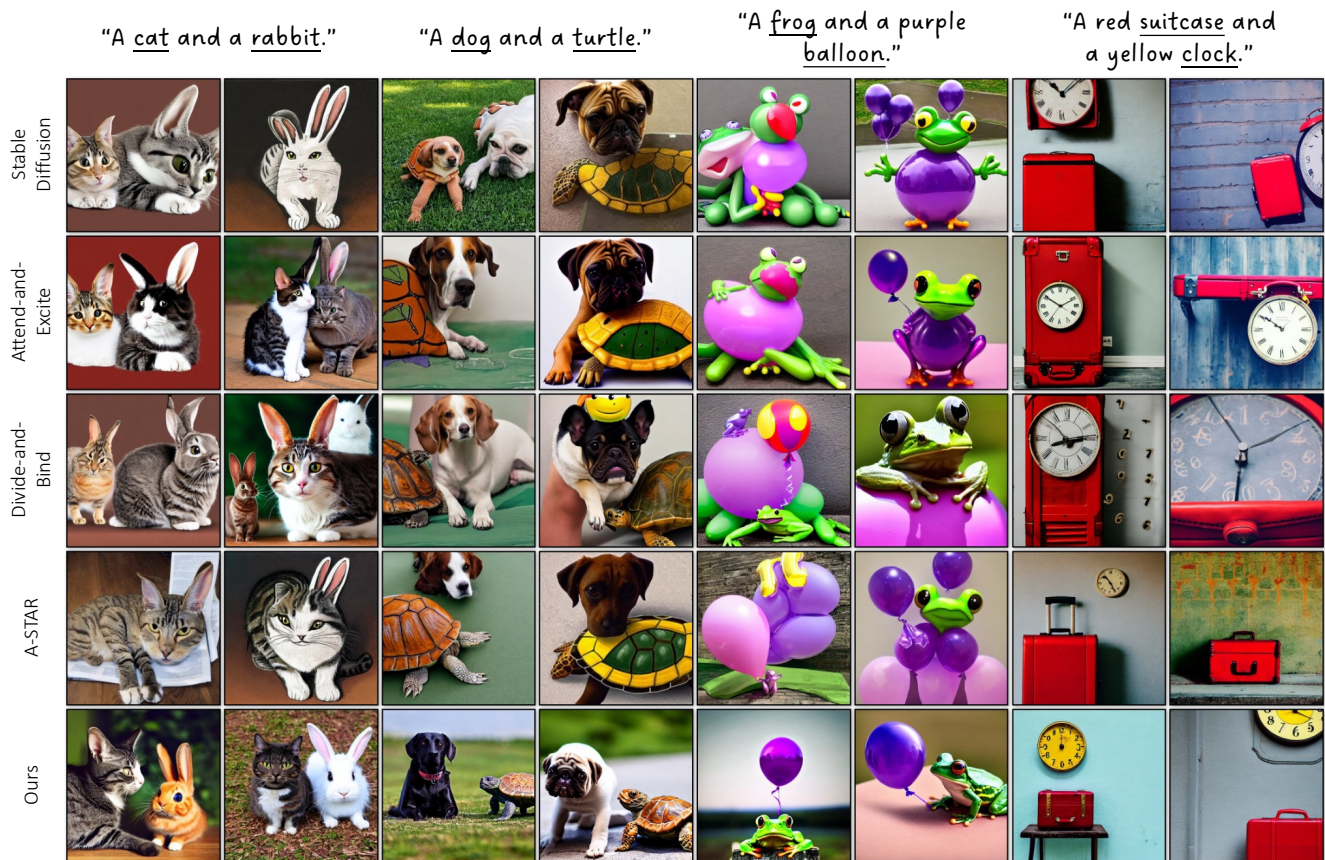 “A cat and a rabbit.”
“A dog and a turtle.”
“A frog and a purple
balloon.”
“A red suitcase and
a yellow clock.”
Stable
Diffusion
Attend-and-
Excite
Divide-and-
Bind
A-STAR
Ours